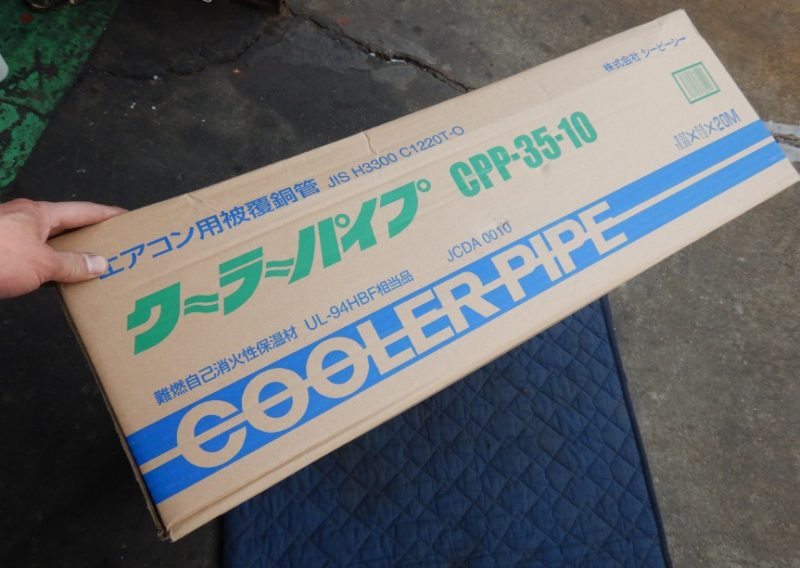 株式会社 シーピーシー
エアコン用被覆銅管 JIS H3300 C1220T-O
クーラーパイプ CPP-35-10
×20M
難燃自己消火性保温材 UL-94HBF相当品 JCDA 0010
COOLER-PIPE